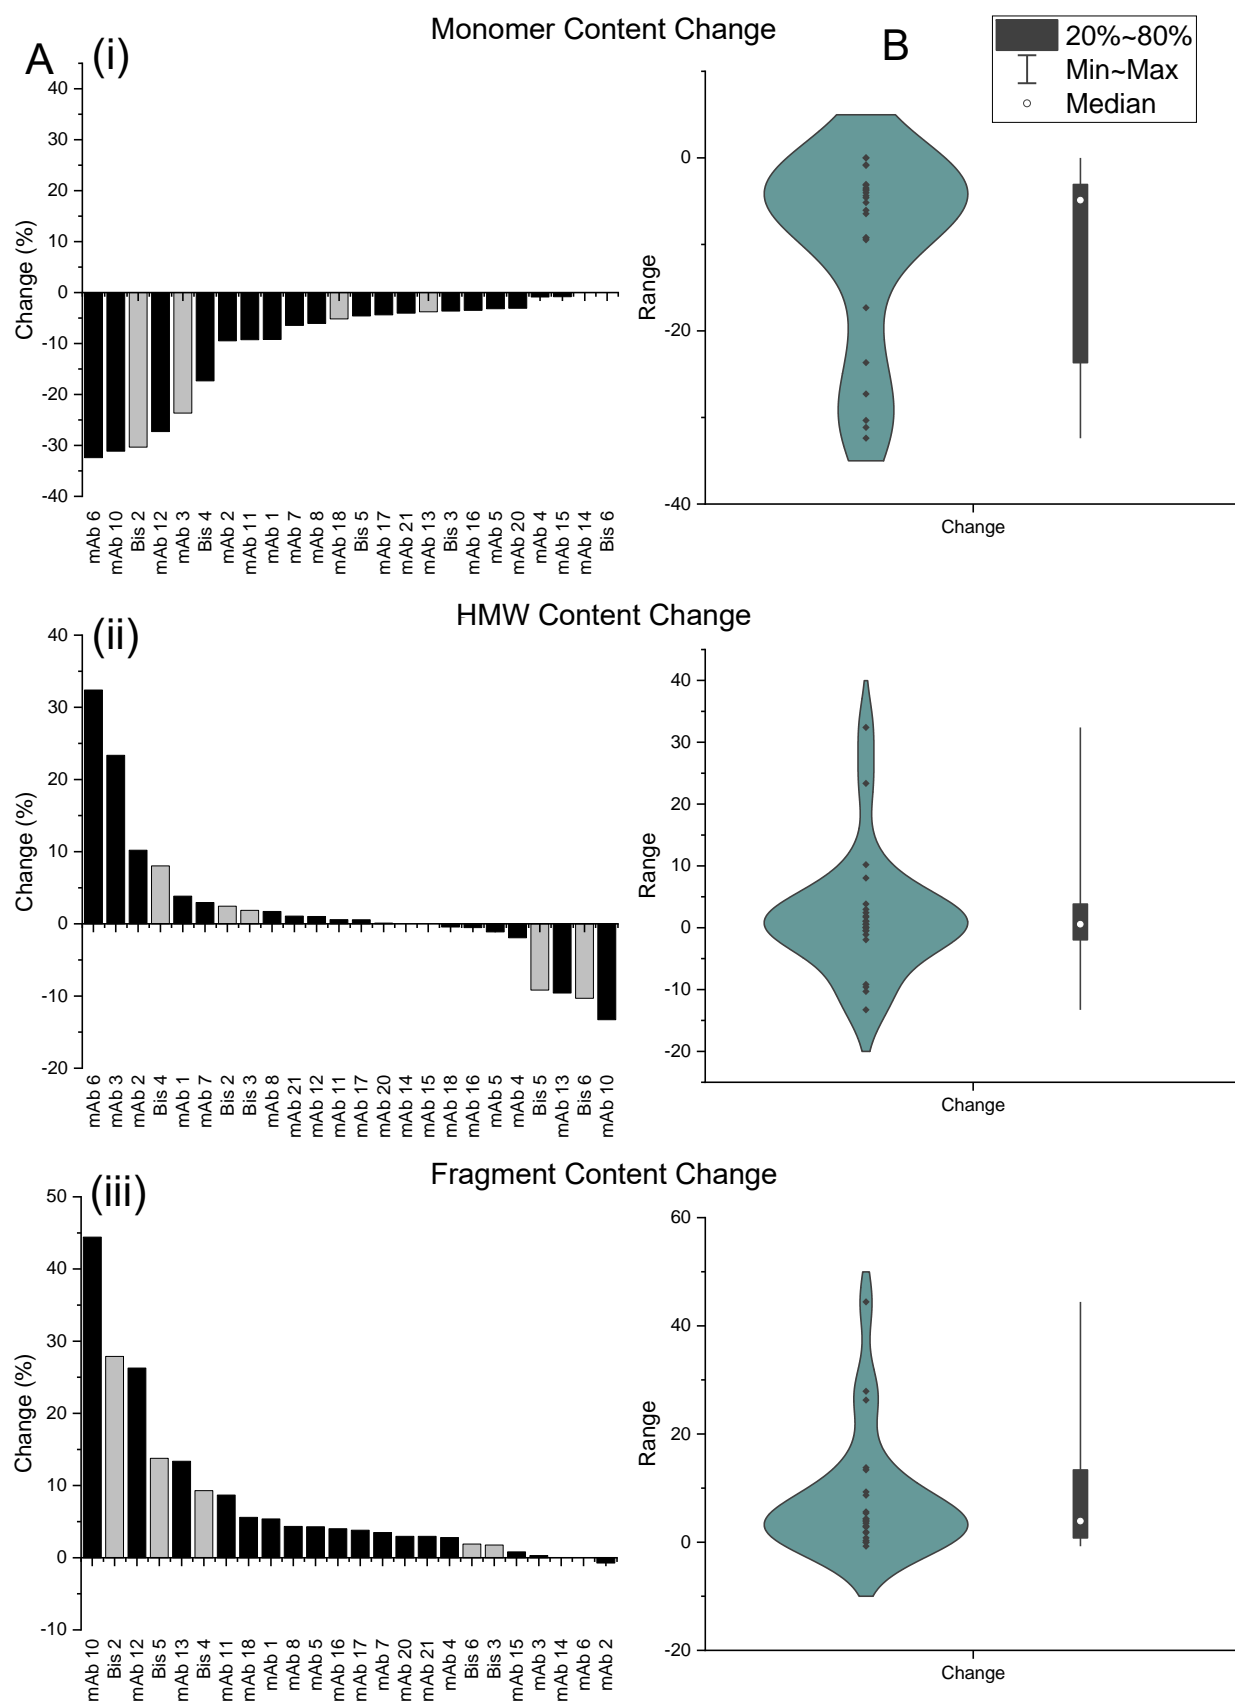 Monomer Content Change
A
(i)
B
20%~80%
Min~Max
Median
40
30
20
10
0
-10
-20
-30
-40
Change (%)
mAb 6
mAb 10
Bis 2
mAb 12
mAb 3
Bis 4
mAb 2
mAb 11
mAb 1
mAb 7
mAb 8
mAb 18
Bis 5
mAb 17
mAb 21
mAb 13
Bis 3
mAb 16
mAb 5
mAb 20
mAb 4
mAb 15
mAb 14
Bis 6
0
-20
-40
Range
Change
HMW Content Change
(ii)
40
30
20
10
0
-10
-20
Change (%)
mAb 6
mAb 3
mAb 2
Bis 4
mAb 1
mAb 7
Bis 2
Bis 3
mAb 8
mAb 21
mAb 12
mAb 11
mAb 17
mAb 20
mAb 14
mAb 15
mAb 18
mAb 16
mAb 5
mAb 4
Bis 5
mAb 13
Bis 6
mAb 10
40
30
20
10
0
-10
-20
Range
Change
Fragment Content Change
(iii)
50
40
30
20
10
0
-10
Change (%)
mAb 10
Bis 2
mAb 12
Bis 5
mAb 13
Bis 4
mAb 11
mAb 18
mAb 1
mAb 8
mAb 5
mAb 16
mAb 17
mAb 7
mAb 20
mAb 21
mAb 4
Bis 6
Bis 3
mAb 15
mAb 3
mAb 14
mAb 6
mAb 2
60
40
20
0
-20
Range
Change